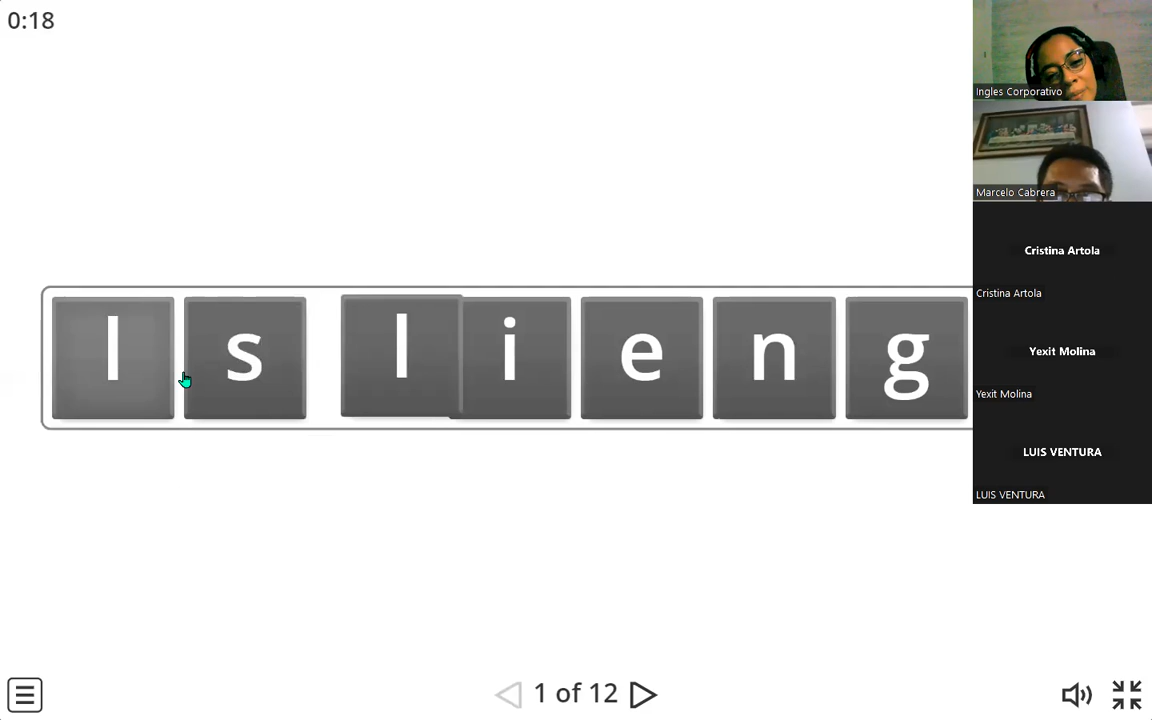 0:18
l s l i e n g
Ingles Corporativo
Marcelo Cabrera
Cristina Artola
Cristina Artola
Yexit Molina
Yexit Molina
LUIS VENTURA
LUIS VENTURA
1 of 12